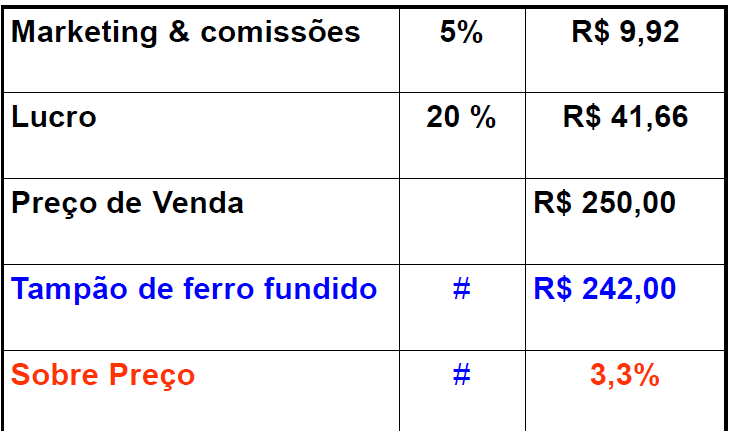 Marketing & comissões 5% R$ 9,92
Lucro 20 % R$ 41,66
Preço de Venda R$ 250,00
Tampão de ferro fundido # R$ 242,00
Sobre Preço # 3,3%